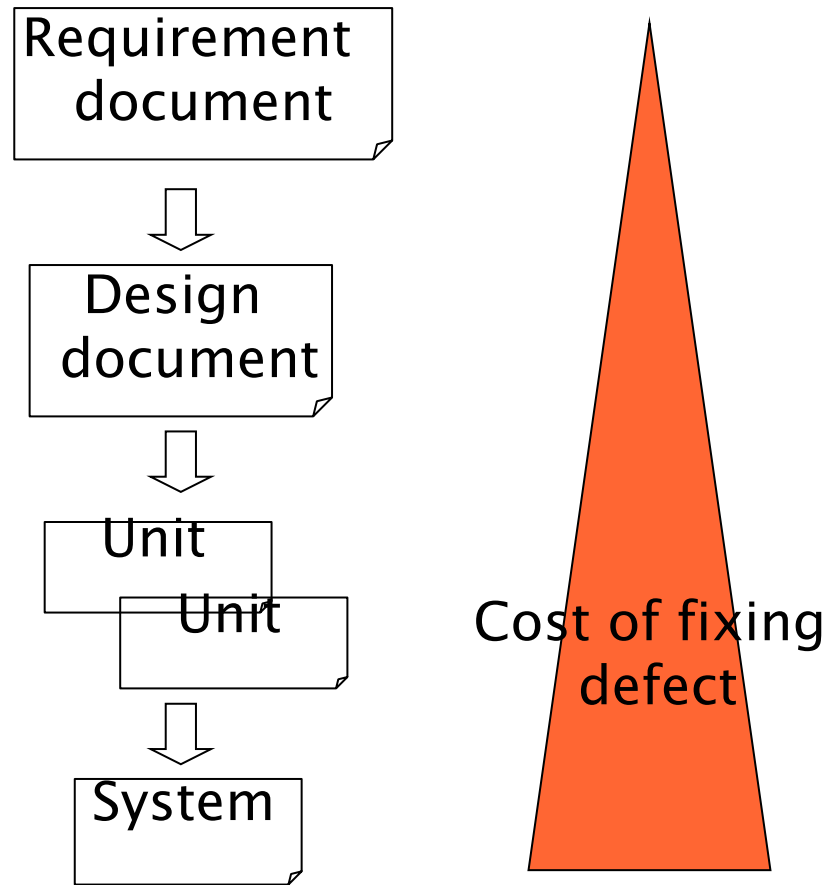 Requirement
document
Design
document
Unit
Unit
Cost of fixing
defect
System